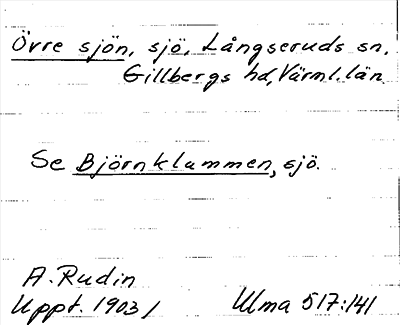 Övre sjön, sjö, Långseruds sn,
Gillbergs hd, Värml. län
Se Björnklammen, sjö.
A. Rudin
Uppt. 1903 / Ulma 517:141